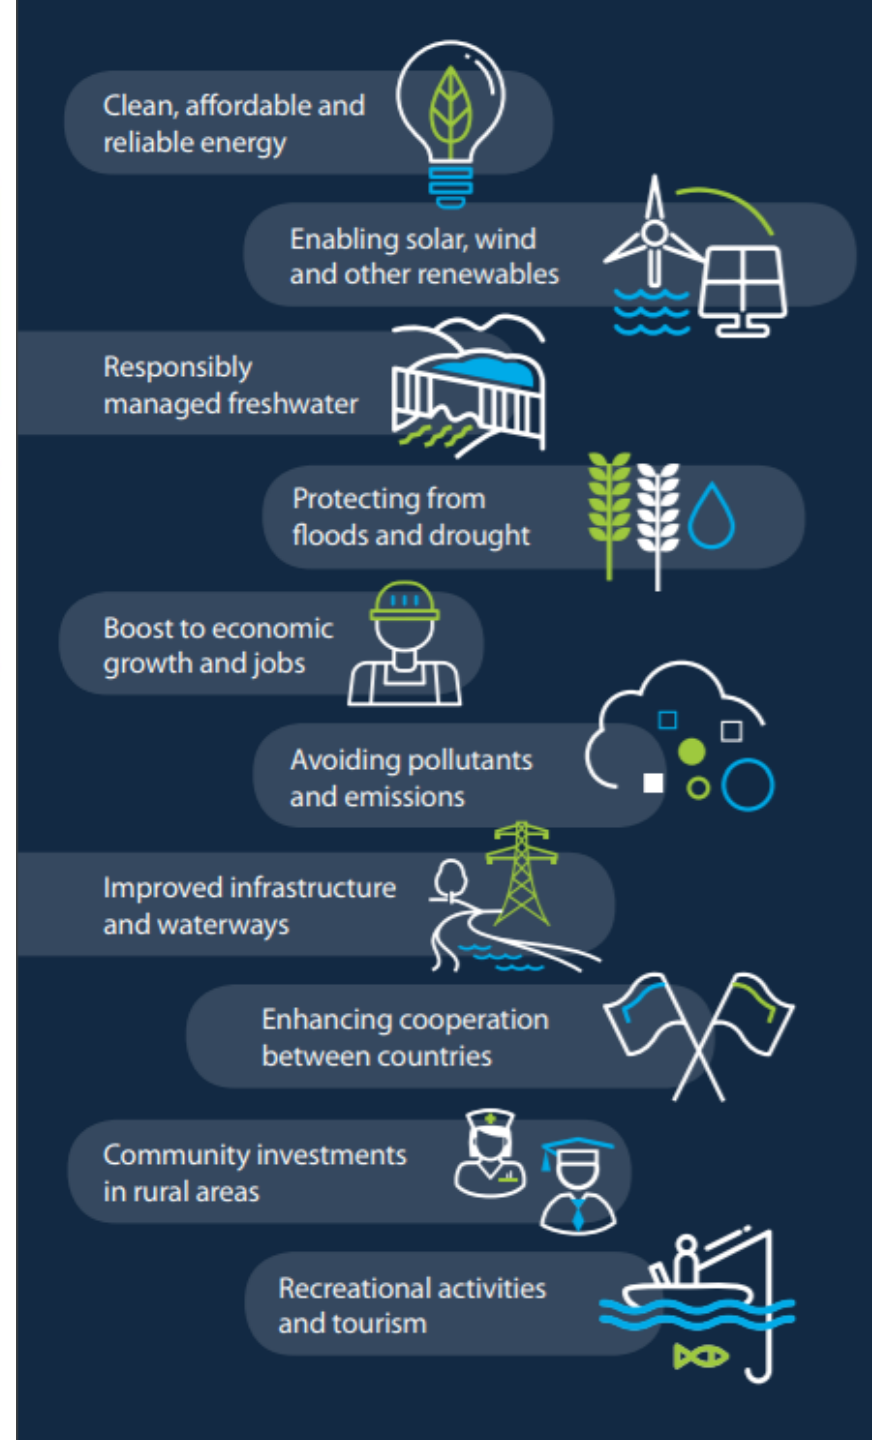 Clean, affordable and
reliable energy
Enabling solar, wind
and other renewables
Responsibly
managed freshwater
Protecting from
floods and drought
Boost to economic
growth and jobs
Avoiding pollutants
and emissions
Improved infrastructure
and waterways
Enhancing cooperation
between countries
Community investments
in rural areas
Recreational activities
and tourism